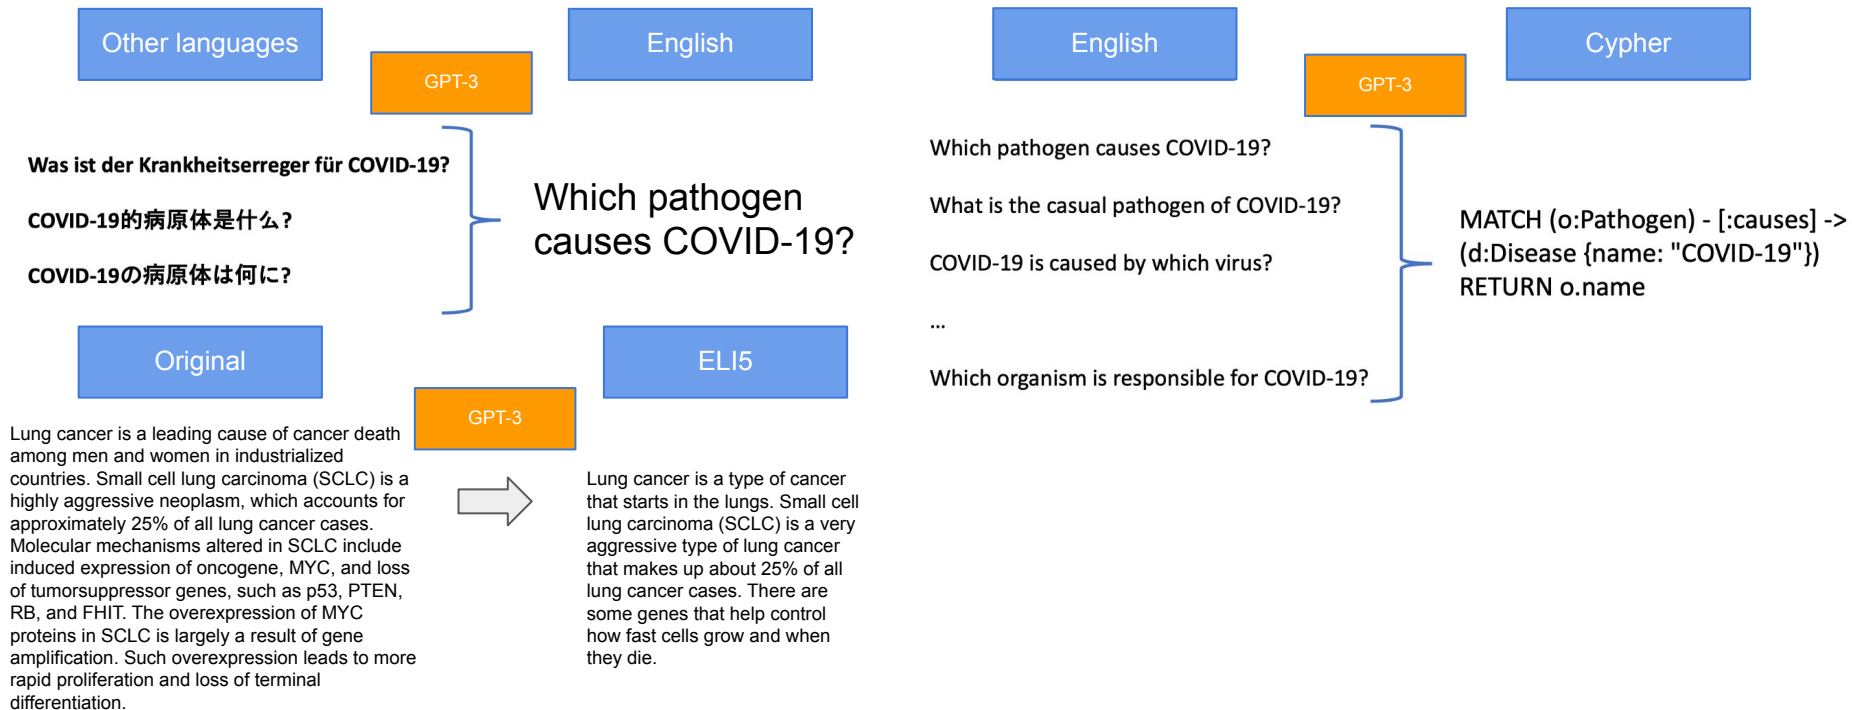 Other languages
GPT-3
English
Was ist der Krankheitserreger für COVID-19?
COVID-19的病原体是什么?
COVID-19の病原体は何に?
Which pathogen
causes COVID-19?
Original
GPT-3
ELI5
Lung cancer is a leading cause of cancer death
among men and women in industrialized
countries. Small cell lung carcinoma (SCLC) is a
highly aggressive neoplasm, which accounts for
approximately 25% of all lung cancer cases.
Molecular mechanisms altered in SCLC include
induced expression of oncogene, MYC, and loss
of tumorsuppressor genes, such as p53, PTEN,
RB, and FHIT. The overexpression of MYC
proteins in SCLC is largely a result of gene
amplification. Such overexpression leads to more
rapid proliferation and loss of terminal
differentiation.
Lung cancer is a type of cancer
that starts in the lungs. Small cell
lung carcinoma (SCLC) is a very
aggressive type of lung cancer
that makes up about 25% of all
lung cancer cases. There are
some genes that help control
how fast cells grow and when
they die.
English
GPT-3
Cypher
Which pathogen causes COVID-19?
What is the casual pathogen of COVID-19?
COVID-19 is caused by which virus?
...
Which organism is responsible for COVID-19?
MATCH (o:Pathogen) - [:causes] ->
(d:Disease {name: "COVID-19"})
RETURN o.name